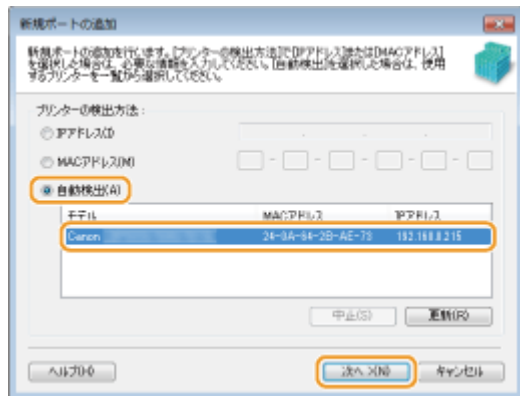 新規ポートの追加
新規ポートの追加を行います。[プリンターの検出方法]で[IPアドレス]または[MACアドレス]
を選択した場合は、必要な情報を入力してください。[自動検出]を選択した場合は、使用
するプリンターを一覧から選択してください。
プリンターの検出方法:
IPアドレス(I)
MACアドレス(M)
自動検出(A)
モデル MACアドレス IPアドレス
Canon 24-0A-64-2B-AE-73 192.168.0.215
中止(S) 更新(R)
ヘルプ(H) 次へ >(N) キャンセル